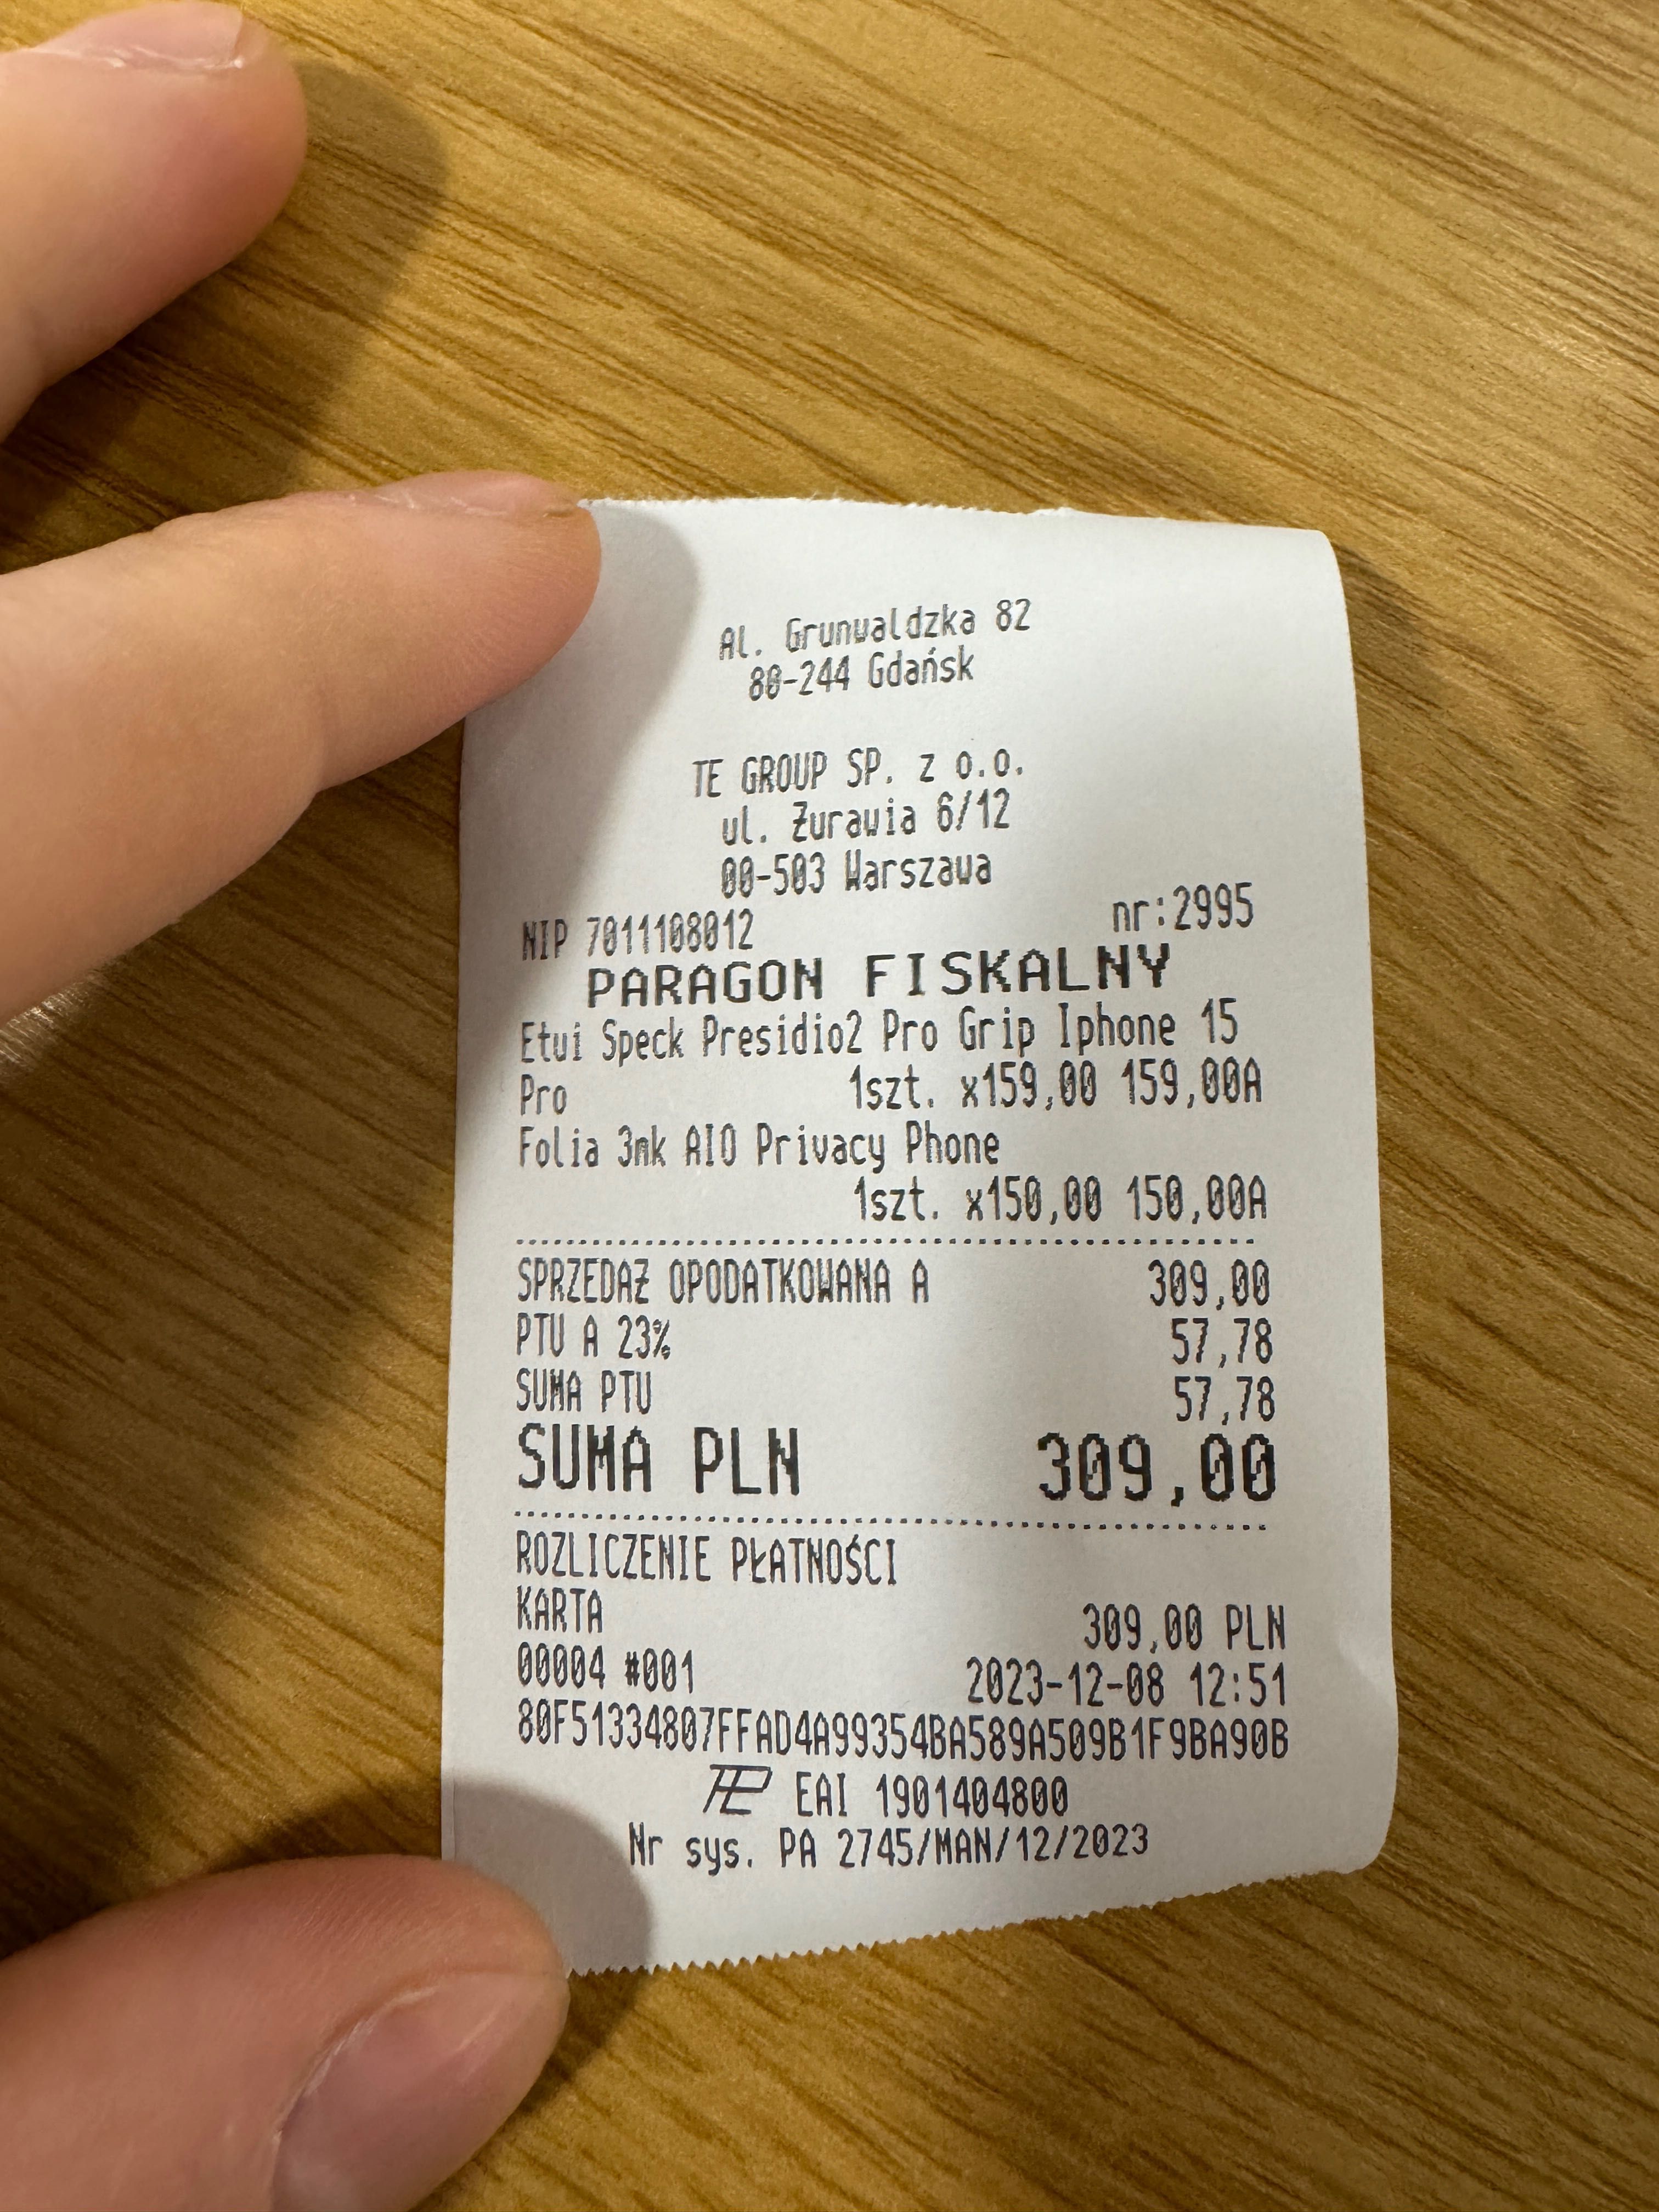 Al. Grunwaldzka 82
80-244 Gdańsk
TE GROUP SP. z o.o.
ul. Żurawia 6/12
00-503 Warszawa
NIP 7011108012 nr:2995
PARAGON FISKALNY
Etui Speck Presidio2 Pro Grip Iphone 15
Pro 1szt. x159,00 159,00A
Folia 3mk AIO Privacy Phone
1szt. x150,00 150,00A
SPRZEDAŻ OPODATKOWANA A 309,00
PTU A 23% 57,78
SUMA PTU 57,78
SUMA PLN 309,00
ROZLICZENIE PŁATNOŚCI
KARTA 309,00 PLN
00004 #001 2023-12-08 12:51
80F51334807FFAD4A99354BA589A509B1F9BA90B
EAI 1901404800
Nr sys. PA 2745/MAN/12/2023